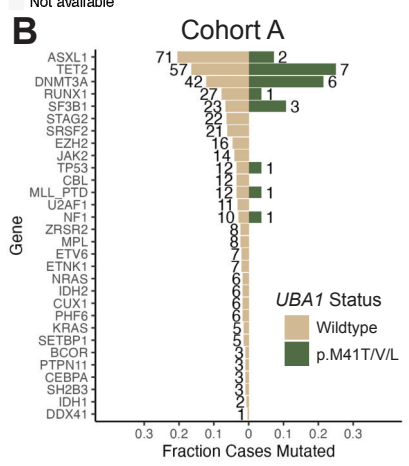 Not available
B
Cohort A
ASXL1 71 2
TET2 57 7
DNMT3A 42 6
RUNX1 27 1
SF3B1 23 3
STAG2 22
SRSF2 21
EZH2 16
JAK2 14
TP53 12 1
CBL 12
MLL_PTD 12 1
U2AF1 11
NF1 10 1
ZRSR2 8
MPL 8
ETV6 7
ETNK1 7
NRAS 6
IDH2 6
CUX1 6
PHF6 6
KRAS 5
SETBP1 5
BCOR 3
PTPN11 3
CEBPA 3
SH2B3 3
IDH1 2
DDX41 1
Gene
UBA1 Status
Wildtype
p.M41T/V/L
0.3 0.2 0.1 0 0.1 0.2 0.3
Fraction Cases Mutated